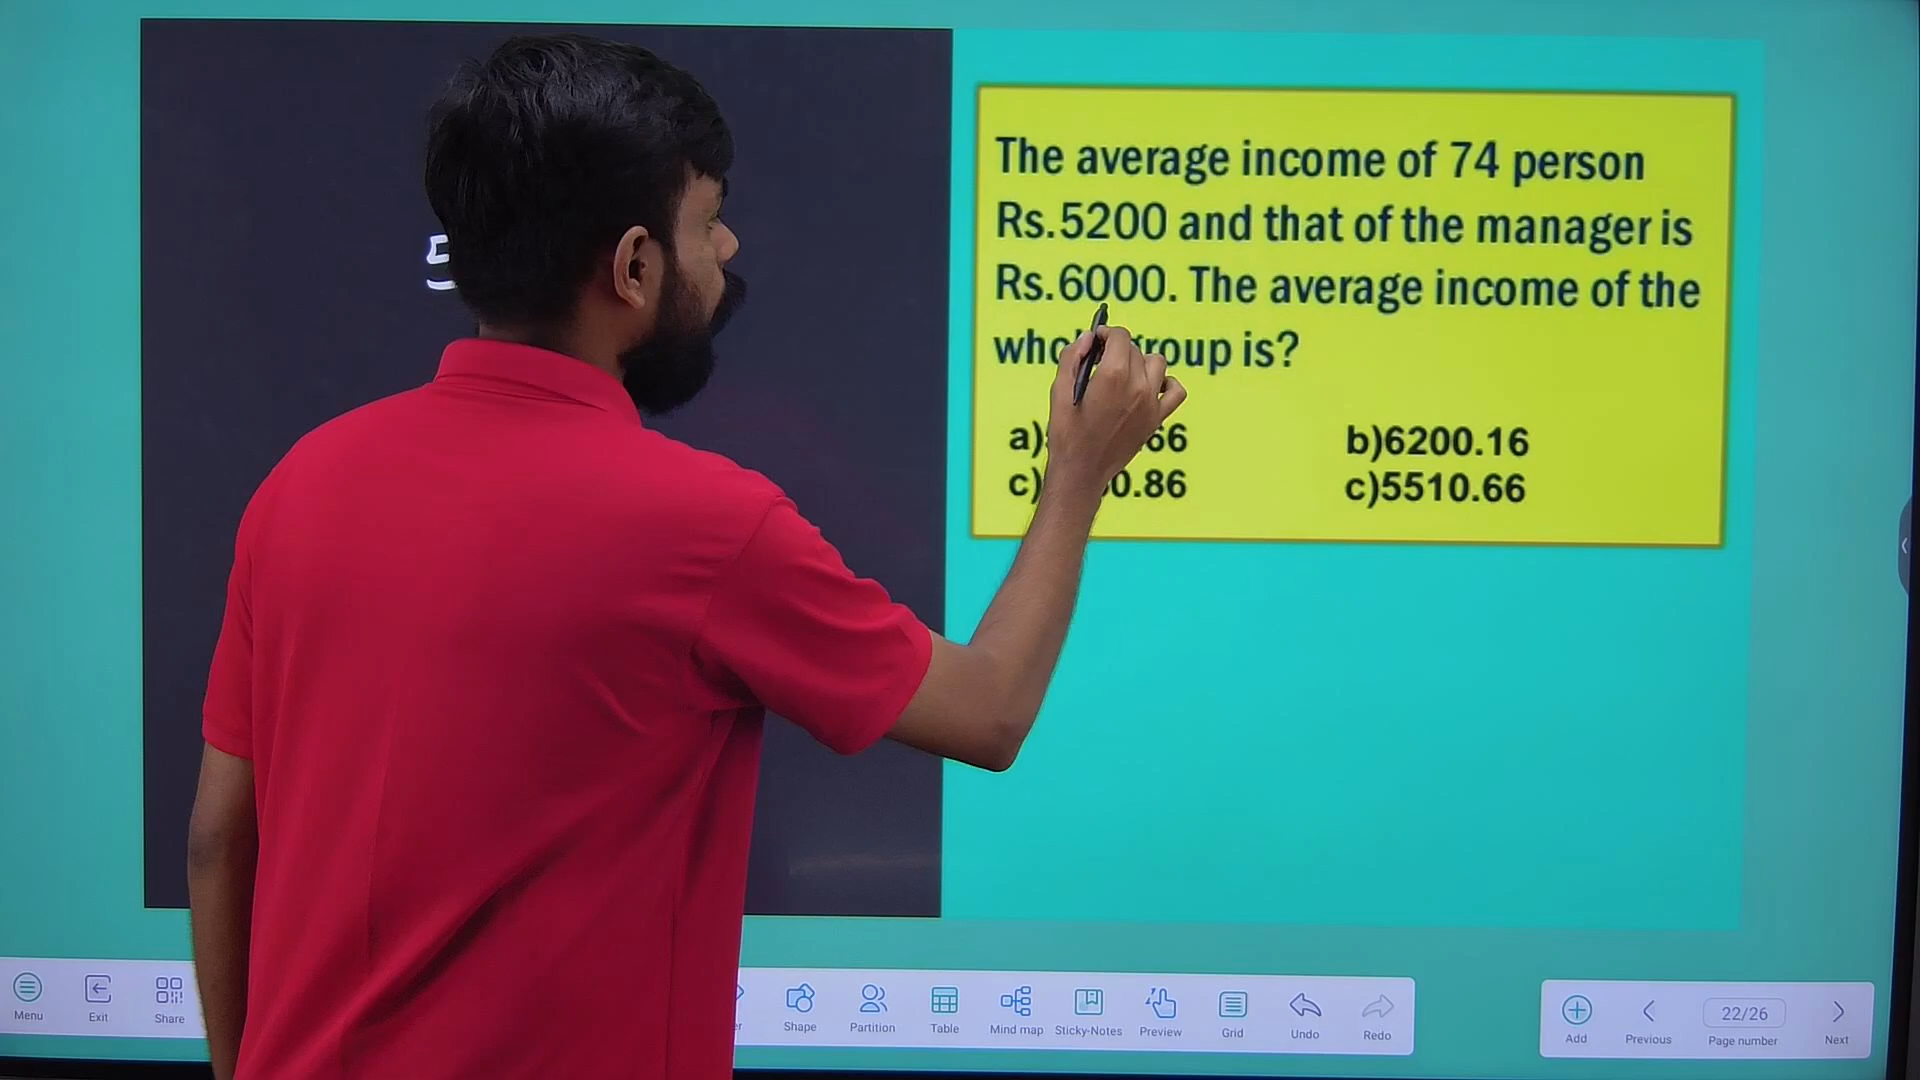 The average income of 74 person
Rs.5200 and that of the manager is
Rs.6000. The average income of the
group is?
a) 66 b)6200.16
c) 0.86 c)5510.66
5
Menu Exit Share Shape Partition Table Mind map Sticky-Notes Preview Grid Undo Redo Add Previous 22/26 Page number Next